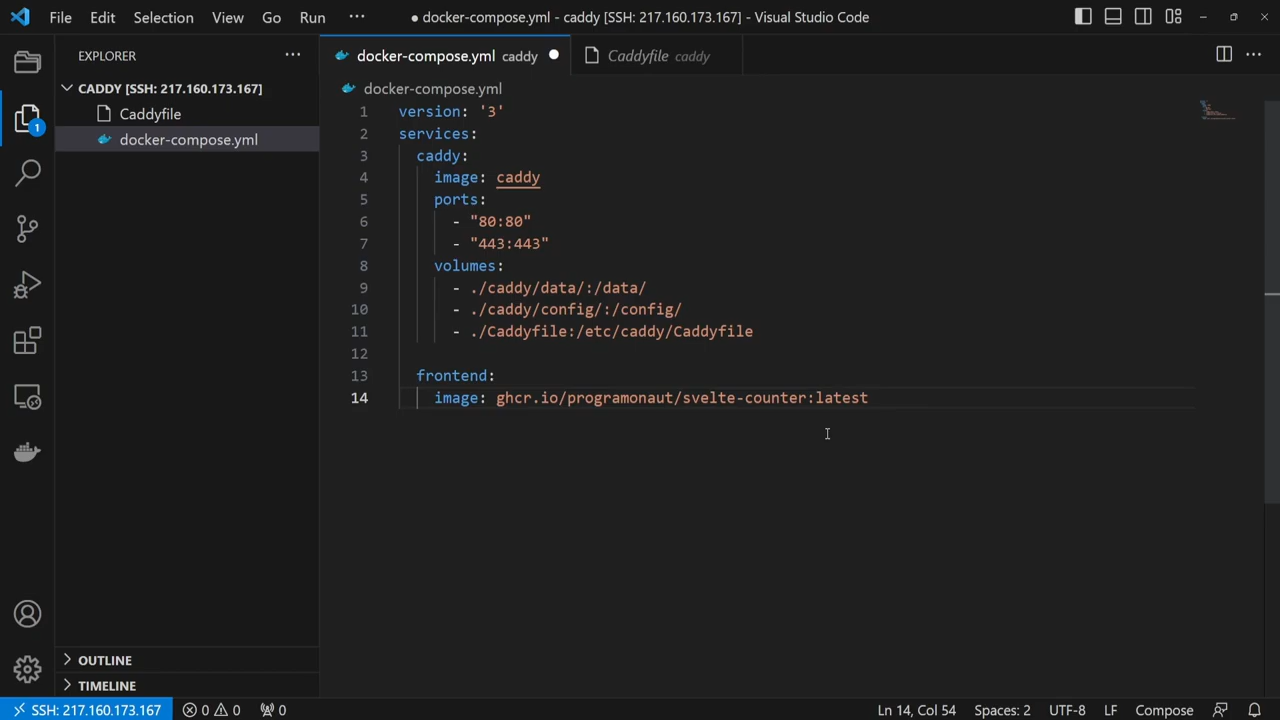 File Edit Selection View Go Run ··· ● docker-compose.yml - caddy [SSH: 217.160.173.167] - Visual Studio Code
EXPLORER ···
docker-compose.yml caddy ●
Caddyfile caddy ···
CADDY [SSH: 217.160.173.167]
Caddyfile
docker-compose.yml
1
docker-compose.yml
1 version: '3'
2 services:
3 caddy:
4 image: caddy
5 ports:
6 - "80:80"
7 - "443:443"
8 volumes:
9 - ./caddy/data/:/data/
10 - ./caddy/config/:/config/
11 - ./Caddyfile:/etc/caddy/Caddyfile
12
13 frontend:
14 image: ghcr.io/programonaut/svelte-counter:latest
OUTLINE
TIMELINE
SSH: 217.160.173.167 0 0 0 Ln 14, Col 54 Spaces: 2 UTF-8 LF Compose